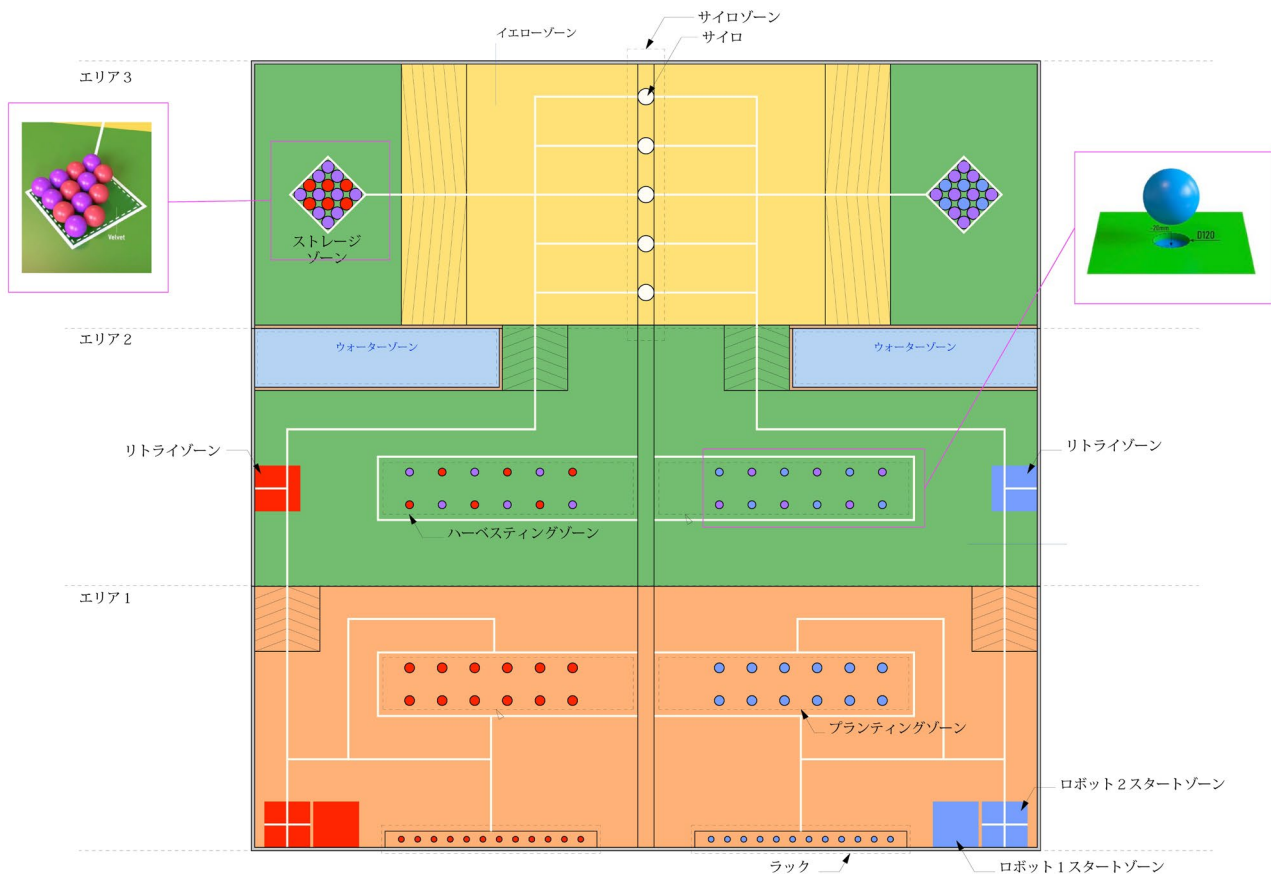 サイロゾーン
サイロ
イエローゾーン
エリア３
Velvet
ストレージ
ゾーン
-20mm
D120
エリア２
ウォーターゾーン
ウォーターゾーン
リトライゾーン
リトライゾーン
ハーベスティングゾーン
エリア１
プランティングゾーン
ロボット２スタートゾーン
ラック
ロボット１スタートゾーン